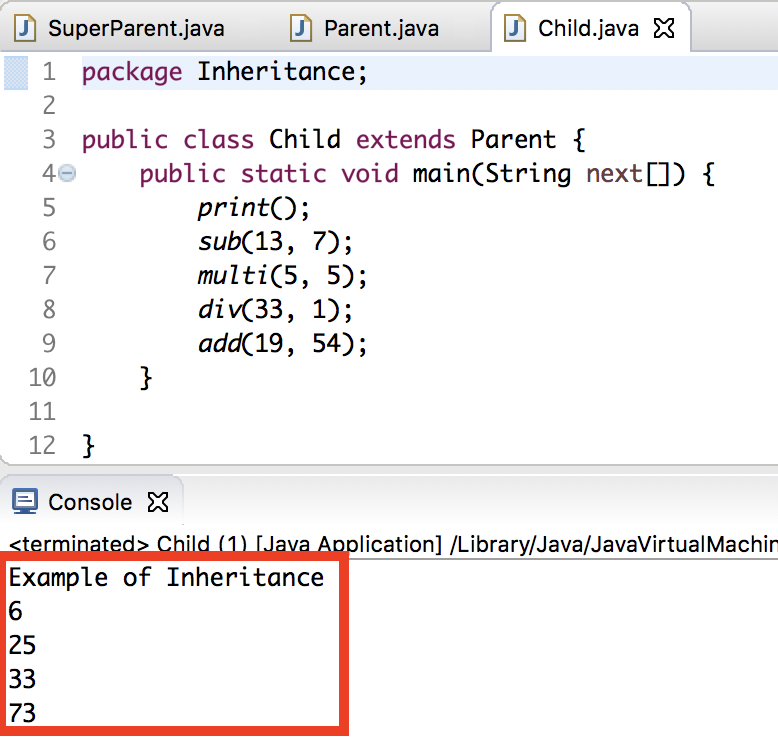 SuperParent.java Parent.java Child.java
1 package Inheritance;
2
3 public class Child extends Parent {
4 public static void main(String next[]) {
5 print();
6 sub(13, 7);
7 multi(5, 5);
8 div(33, 1);
9 add(19, 54);
10 }
11
12 }
Console
<terminated> Child (1) [Java Application] /Library/Java/JavaVirtualMachin
Example of Inheritance
6
25
33
73